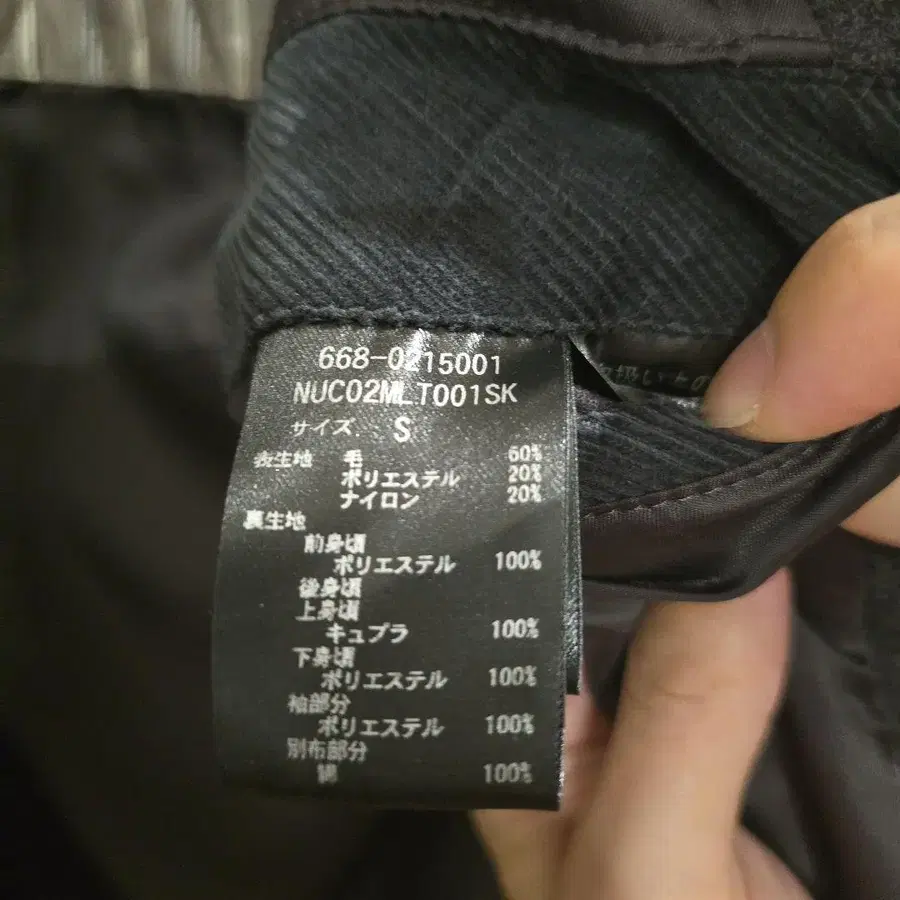 668-0215001
NUC02MLT001SK
サイズ. S
表生地 毛 60%
ポリエステル 20%
ナイロン 20%
裏生地
前身頃
ポリエステル 100%
後身頃
上身頃
キュプラ 100%
下身頃
ポリエステル 100%
袖部分
ポリエステル 100%
別布部分
綿 100%